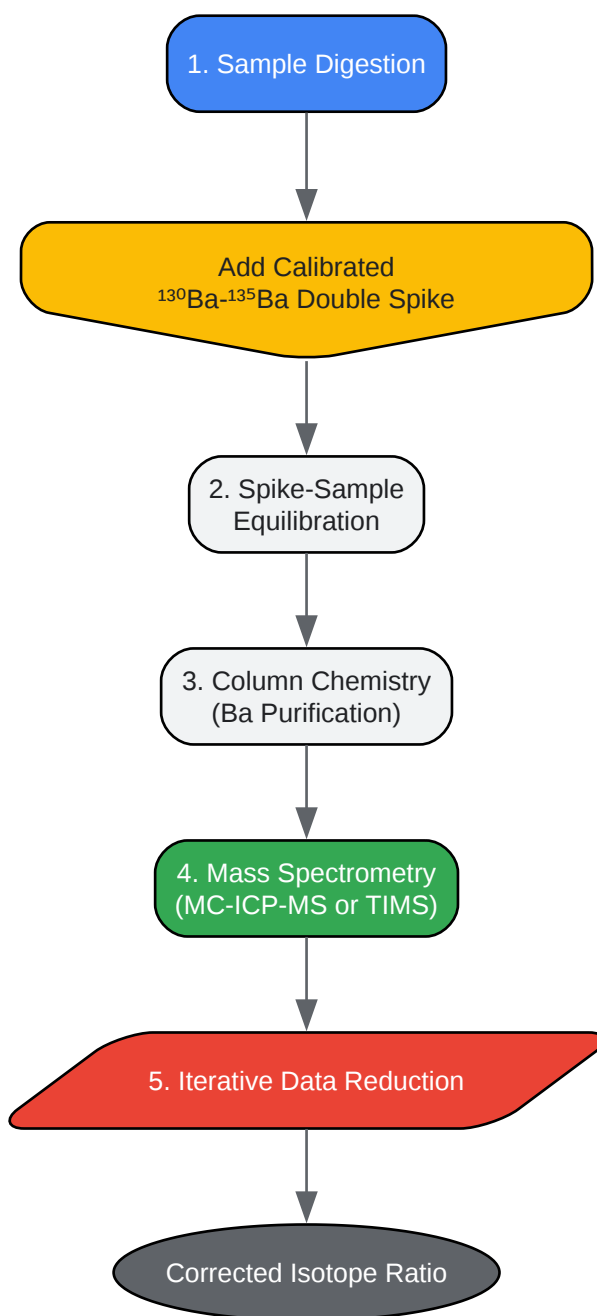 1. Sample Digestion
Add Calibrated
¹³⁰Ba-¹³⁵Ba Double Spike
2. Spike-Sample
Equilibration
3. Column Chemistry
(Ba Purification)
4. Mass Spectrometry
(MC-ICP-MS or TIMS)
5. Iterative Data Reduction
Corrected Isotope Ratio